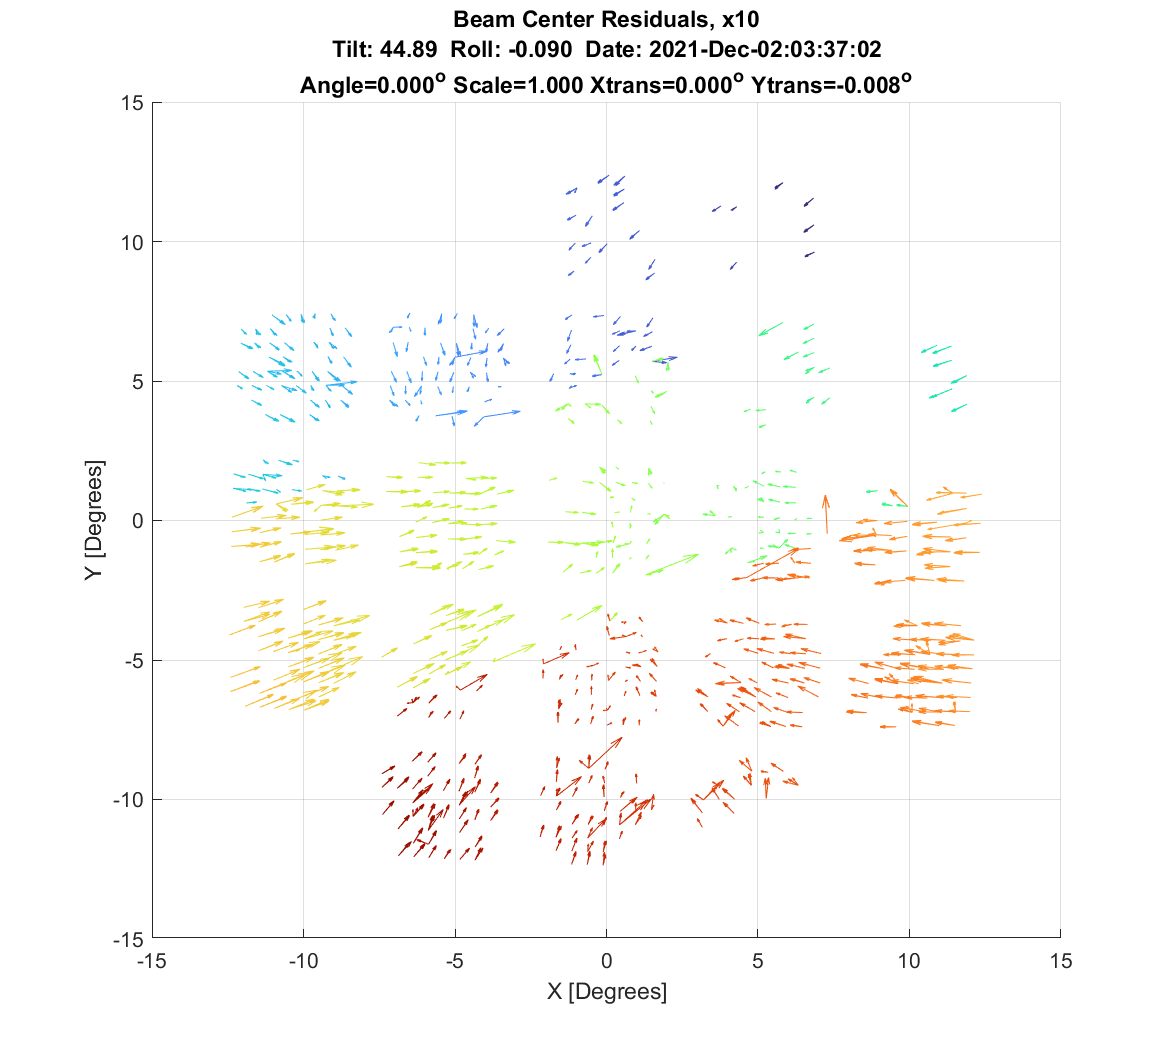 Beam Center Residuals, x10
Tilt: 44.89 Roll: -0.090 Date: 2021-Dec-02:03:37:02
Angle=0.000° Scale=1.000 Xtrans=0.000° Ytrans=-0.008°
15
10
5
0
-5
-10
-15
Y [Degrees]
-15 -10 -5 0 5 10 15
X [Degrees]